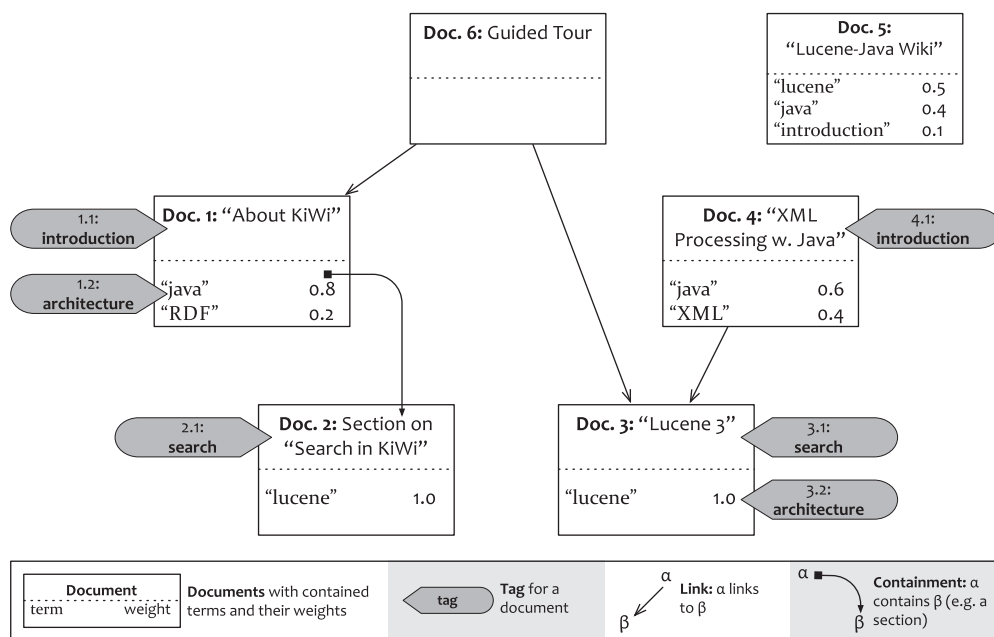 Doc. 6: Guided Tour
Doc. 5:
“Lucene-Java Wiki”
“lucene” 0.5
“java” 0.4
“introduction” 0.1
1.1:
introduction
1.2:
architecture
Doc. 1: “About KiWi”
“java” 0.8
“RDF” 0.2
Doc. 4: “XML
Processing w. Java”
“java” 0.6
“XML” 0.4
4.1:
introduction
2.1:
search
Doc. 2: Section on
“Search in KiWi”
“lucene” 1.0
Doc. 3: “Lucene 3”
“lucene” 1.0
3.1:
search
3.2:
architecture
Document
term weight
Documents with contained
terms and their weights
tag
Tag for a
document
α
β
Link: α links
to β
α
β
Containment: α
contains β (e.g. a
section)